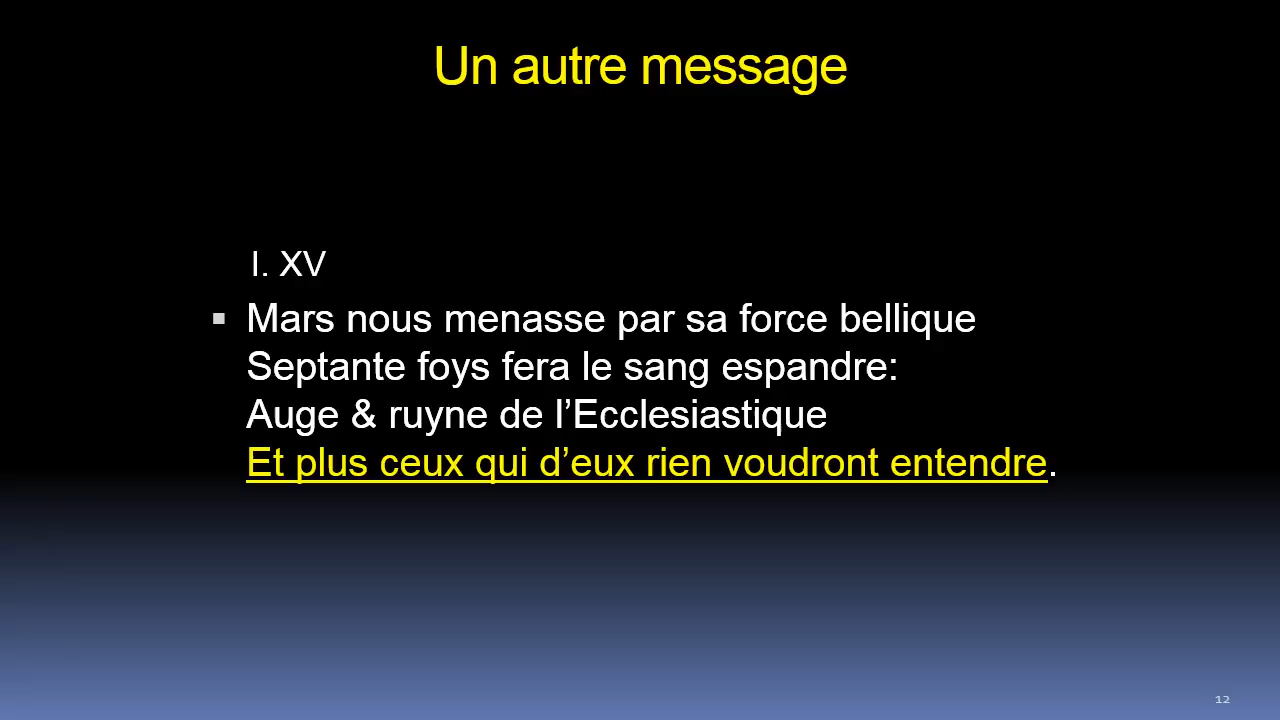 Un autre message
I. XV
▪ Mars nous menasse par sa force bellique
Septante foys fera le sang espandre:
Auge & ruyne de l’Ecclesiastique
Et plus ceux qui d’eux rien voudront entendre.
12